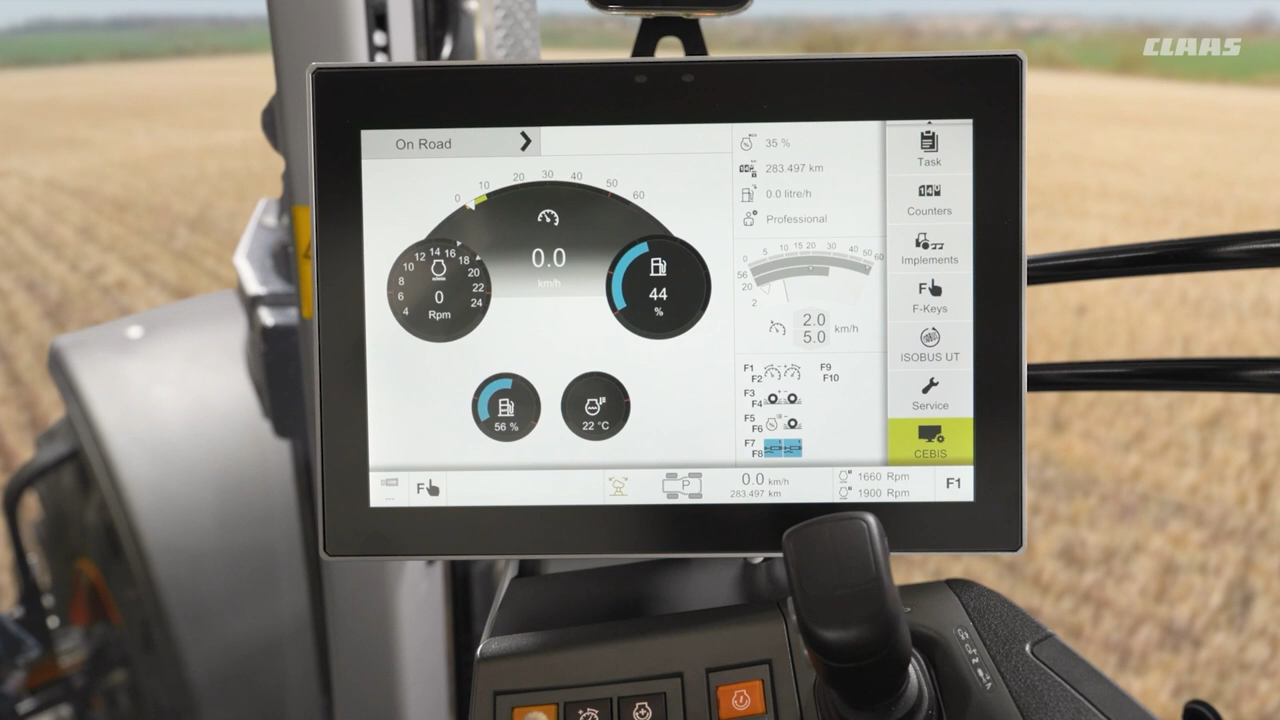 CLAAS
On Road
0 10 20 30 40 50 60
0.0
km/h
4 6 8 10 12 14 16 18 20 22 24
0
Rpm
44
%
56 %
22 °C
35 %
283.497 km
0.0 litre/h
Professional
0 5 10 15 20 30 40 50 60
56
20
2
2.0
5.0
km/h
F1
F2
F3
F4
F5
F6
F7
F8
F9
F10
Task
Counters
Implements
F
F-Keys
ISOBUS UT
Service
CEBIS
F
P
0.0 km/h
283.497 km
1660 Rpm
1900 Rpm
F1